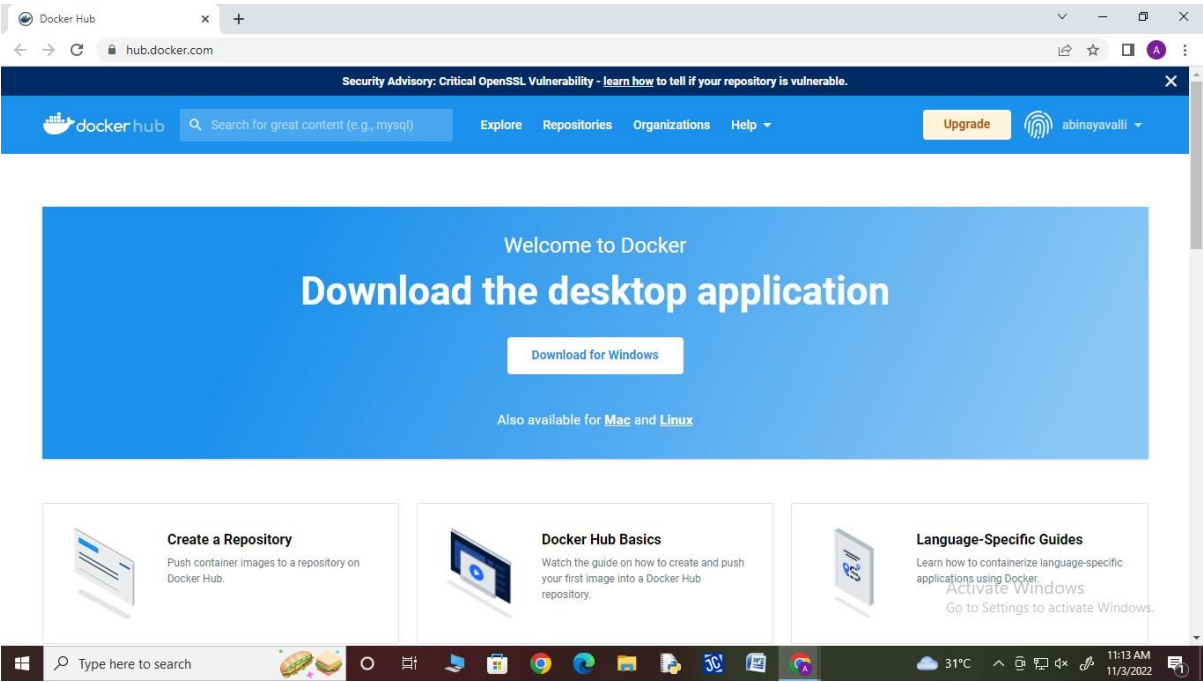 Docker Hub
hub.docker.com
A
Security Advisory: Critical OpenSSL Vulnerability - learn how to tell if your repository is vulnerable.
docker hub
Search for great content (e.g., mysql)
Explore
Repositories
Organizations
Help
Upgrade
abinayavalli
Welcome to Docker
Download the desktop application
Download for Windows
Also available for Mac and Linux
Create a Repository
Push container images to a repository on
Docker Hub.
Docker Hub Basics
Watch the guide on how to create and push
your first image into a Docker Hub
repository.
Language-Specific Guides
Learn how to containerize language-specific
applications using Docker.
Activate Windows
Go to Settings to activate Windows.
Type here to search
31°C
11:13 AM
11/3/2022
1